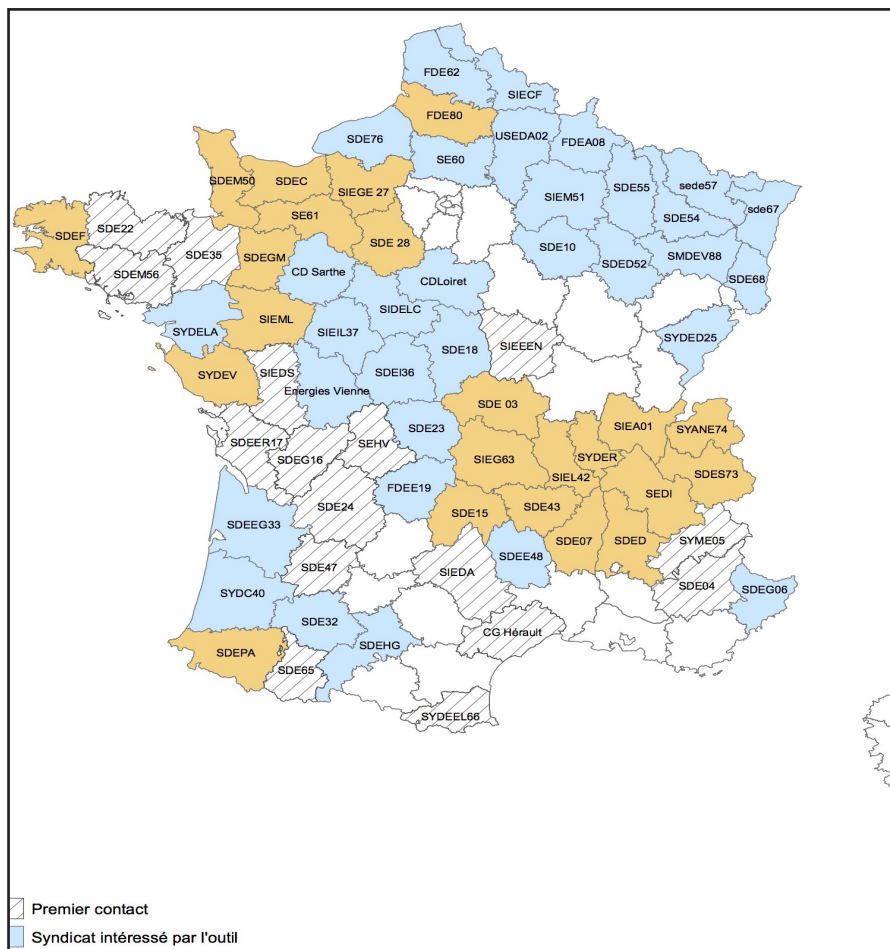 FDE62
SIECF
FDE80
USEDA02
SDE76
FDEA08
SE60
SDEM50
SDEC
SIEGE 27
SIEM51
SDE55
sede57
sde67
SE61
SDE54
SDEF
SDE22
SDE35
SDE 28
SDE10
SDED52
SMDEV88
SDEM56
SDEGM
CD Sarthe
CDLoiret
SDE68
SYDELA
SIEML
SIEIL37
SIDELC
SIEEEN
SYDED25
SYDEV
SIEDS
SDEI36
SDE18
Energies Vienne
SDE 03
SDEER17
SEHV
SDE23
SIEA01
SYANE74
SDEG16
SIEG63
SYDER
SDES73
FDEE19
SIEL42
SEDI
SDE24
SDE15
SDE43
SDEEG33
SDE07
SDED
SYME05
SDE47
SIEDA
SDEE48
SDE04
SDEG06
SYDC40
SDE32
SDEHG
CG Hérault
SDEPA
SDE65
SYDEEL66
Premier contact
Syndicat intéressé par l'outil